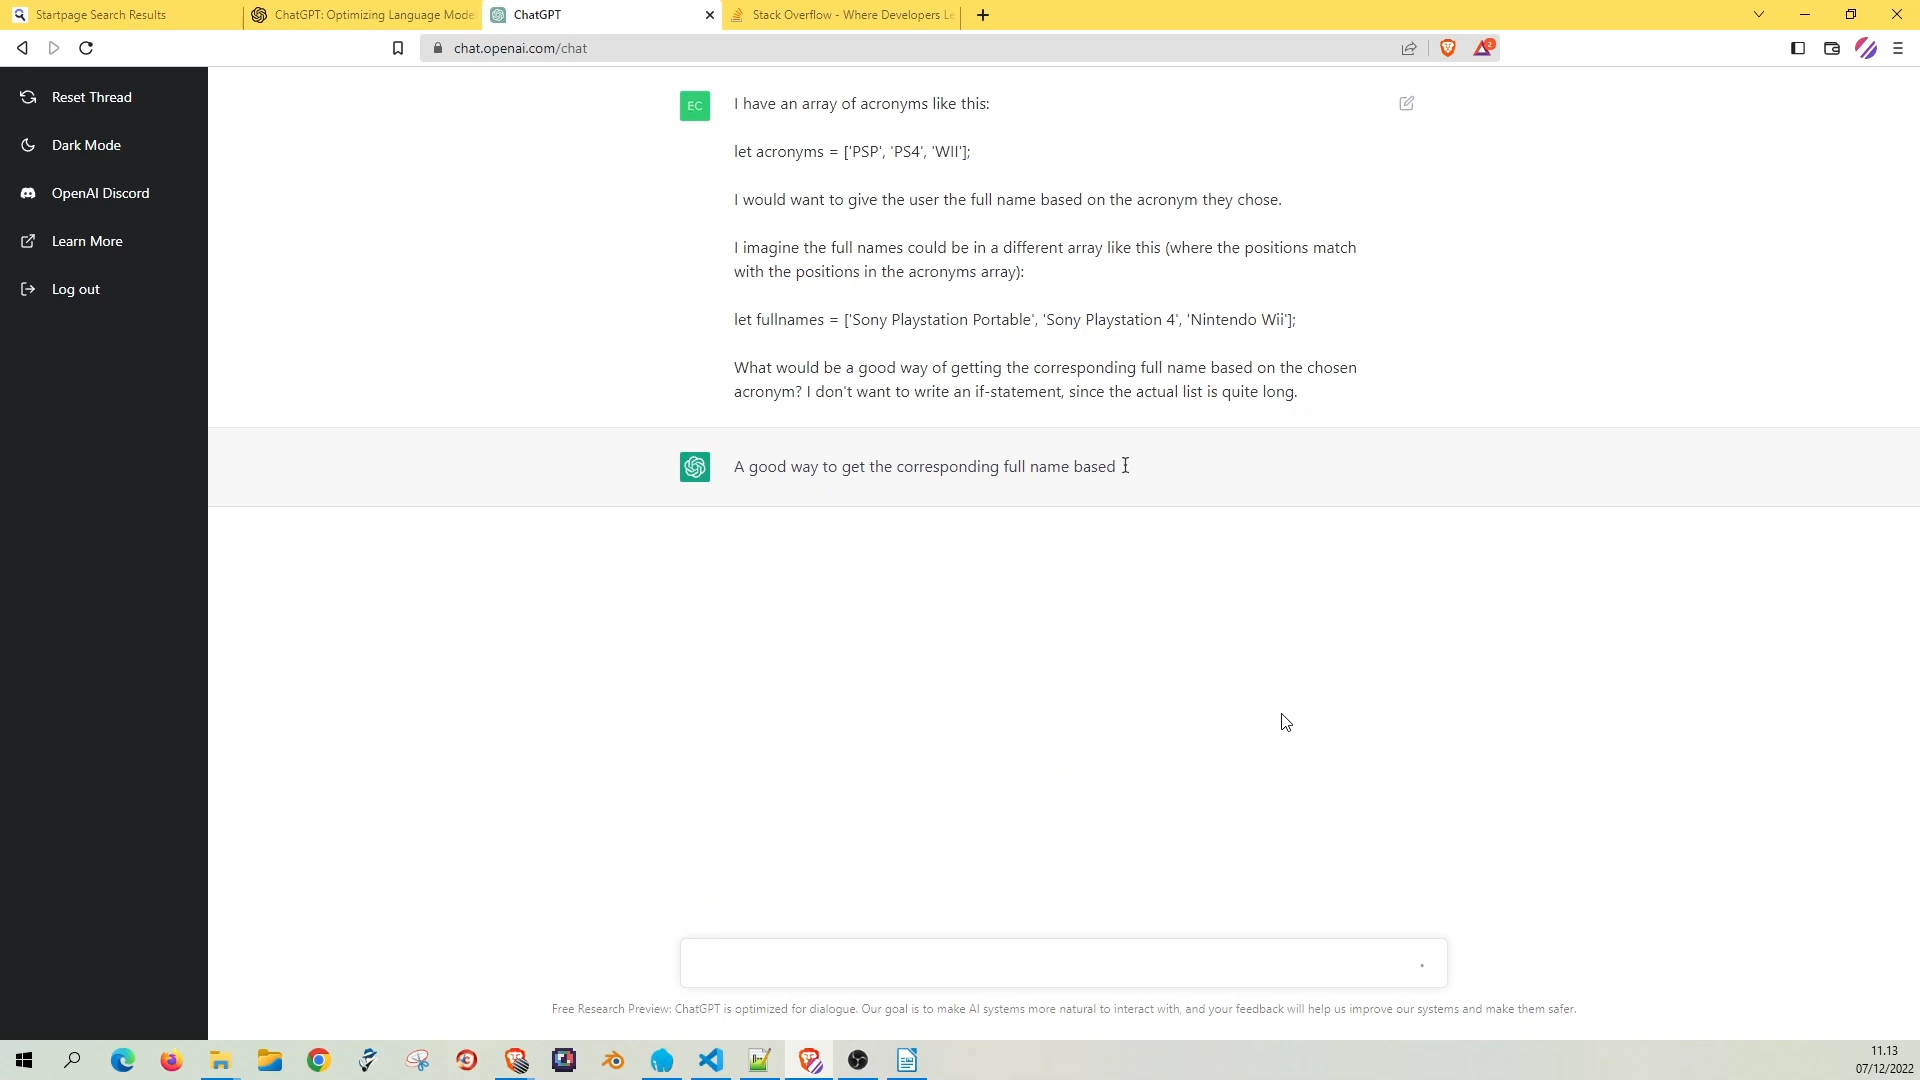 Startpage Search Results
ChatGPT: Optimizing Language Mode
ChatGPT
Stack Overflow - Where Developers Le
chat.openai.com/chat
2
Reset Thread
Dark Mode
OpenAI Discord
Learn More
Log out
EC
I have an array of acronyms like this:
let acronyms = ['PSP', 'PS4', 'WII'];
I would want to give the user the full name based on the acronym they chose.
I imagine the full names could be in a different array like this (where the positions match
with the positions in the acronyms array):
let fullnames = ['Sony Playstation Portable', 'Sony Playstation 4', 'Nintendo Wii'];
What would be a good way of getting the corresponding full name based on the chosen
acronym? I don't want to write an if-statement, since the actual list is quite long.
A good way to get the corresponding full name based
Free Research Preview: ChatGPT is optimized for dialogue. Our goal is to make AI systems more natural to interact with, and your feedback will help us improve our systems and make them safer.
11.13
07/12/2022